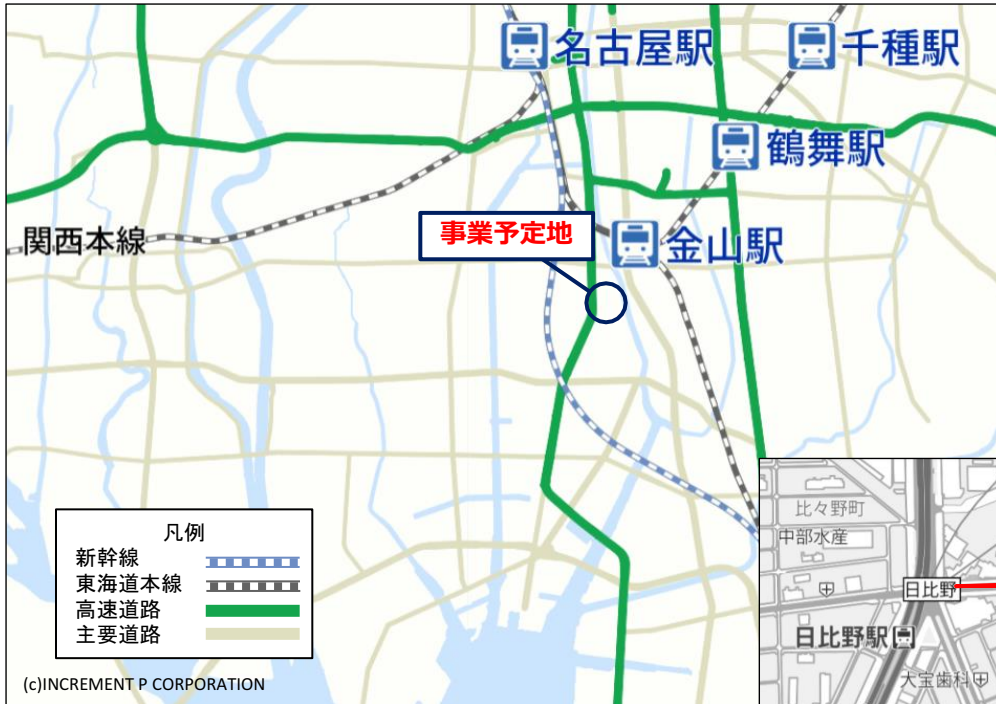 名古屋駅
千種駅
鶴舞駅
関西本線
事業予定地
金山駅
凡例
新幹線
東海道本線
高速道路
主要道路
(c)INCREMENT P CORPORATION
比々野町
中部水産
日比野
日比野駅
大宝歯科